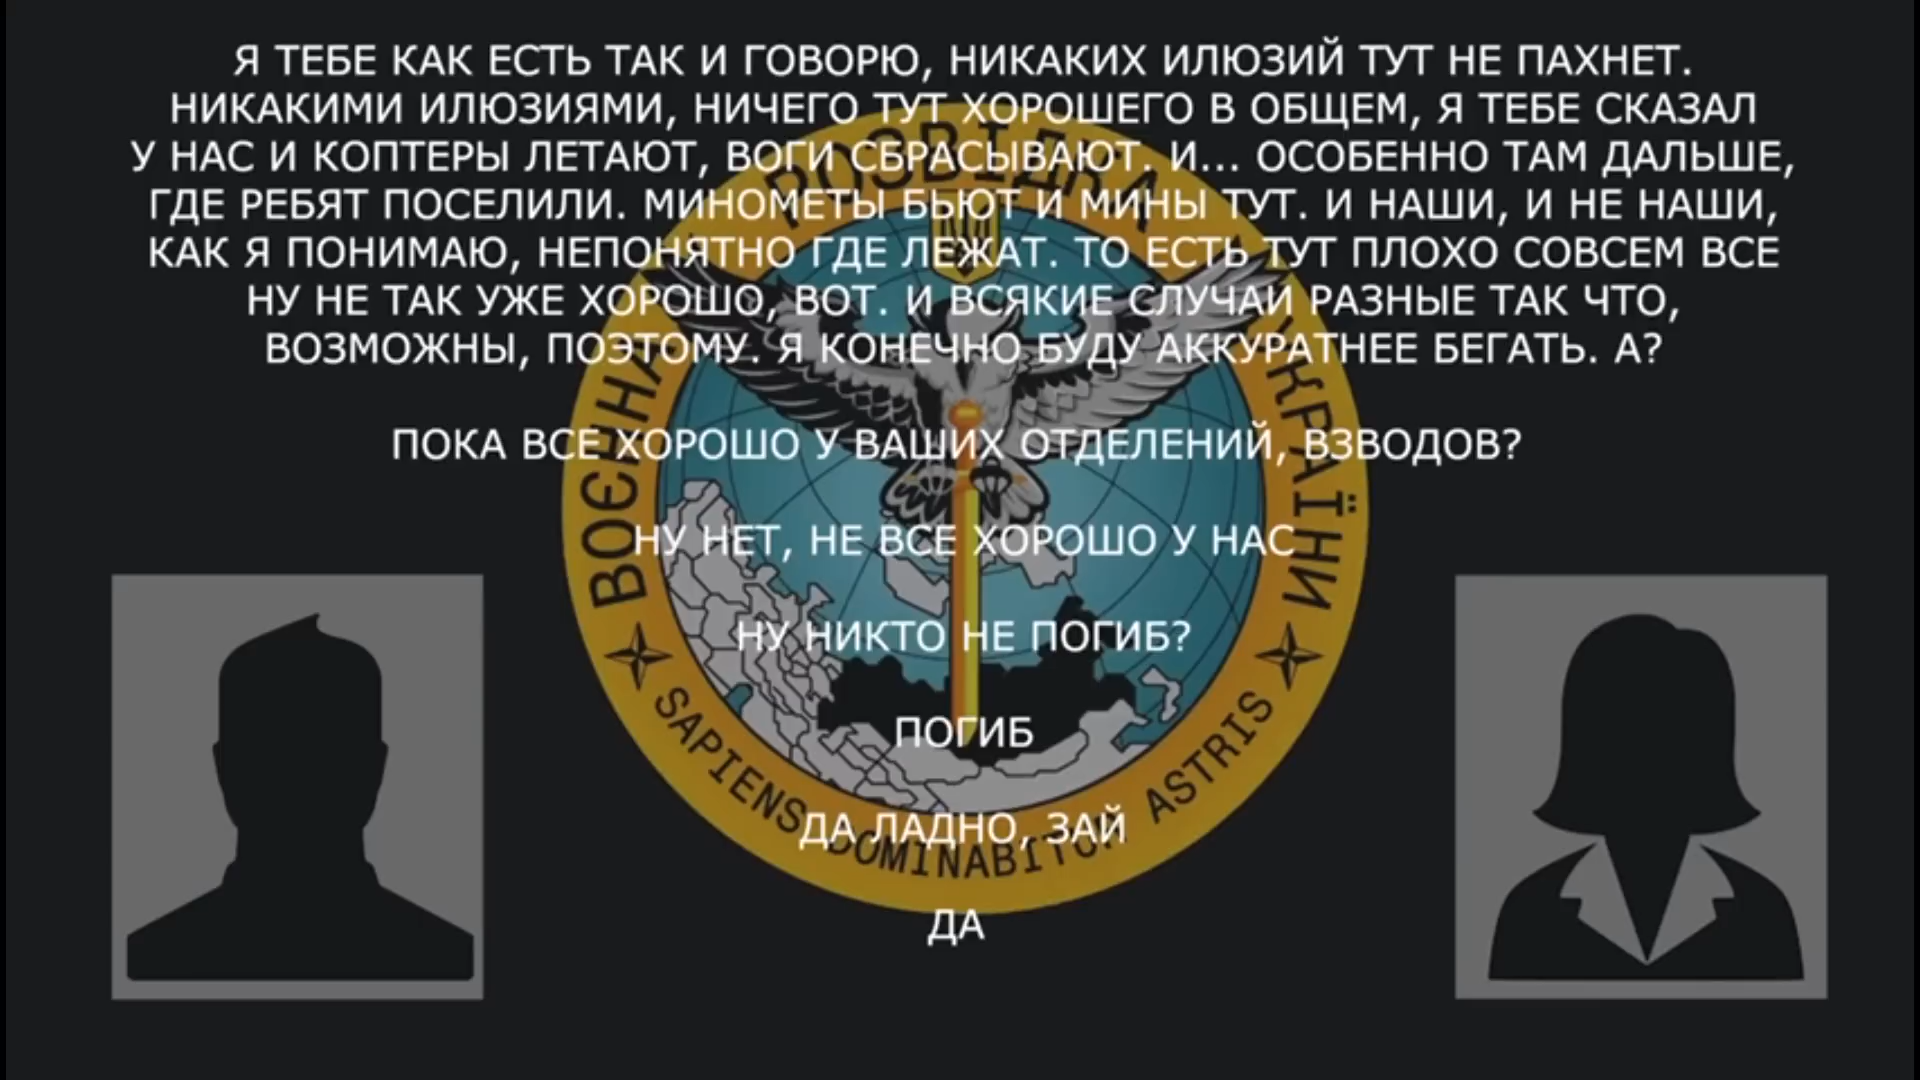 Я ТЕБЕ КАК ЕСТЬ ТАК И ГОВОРЮ, НИКАКИХ ИЛЮЗИЙ ТУТ НЕ ПАХНЕТ.
НИКАКИМИ ИЛЮЗИЯМИ, НИЧЕГО ТУТ ХОРОШЕГО В ОБЩЕМ, Я ТЕБЕ СКАЗАЛ
У НАС И КОПТЕРЫ ЛЕТАЮТ, ВОГИ СБРАСЫВАЮТ. И... ОСОБЕННО ТАМ ДАЛЬШЕ,
ГДЕ РЕБЯТ ПОСЕЛИЛИ. МИНОМЕТЫ БЬЮТ И МИНЫ ТУТ. И НАШИ, И НЕ НАШИ,
КАК Я ПОНИМАЮ, НЕПОНЯТНО ГДЕ ЛЕЖАТ. ТО ЕСТЬ ТУТ ПЛОХО СОВСЕМ ВСЕ
НУ НЕ ТАК УЖЕ ХОРОШО, ВОТ. И ВСЯКИЕ СЛУЧАИ РАЗНЫЕ ТАК ЧТО,
ВОЗМОЖНЫ, ПОЭТОМУ. Я КОНЕЧНО БУДУ АККУРАТНЕЕ БЕГАТЬ. А?
ПОКА ВСЕ ХОРОШО У ВАШИХ ОТДЕЛЕНИЙ, ВЗВОДОВ?
НУ НЕТ, НЕ ВСЕ ХОРОШО У НАС
НУ НИКТО НЕ ПОГИБ?
ПОГИБ
ДА ЛАДНО, ЗАЙ
ДА
ВОЄННА РОЗВІДКА УКРАЇНИ
SAPIENS DOMINABITUR ASTRIS